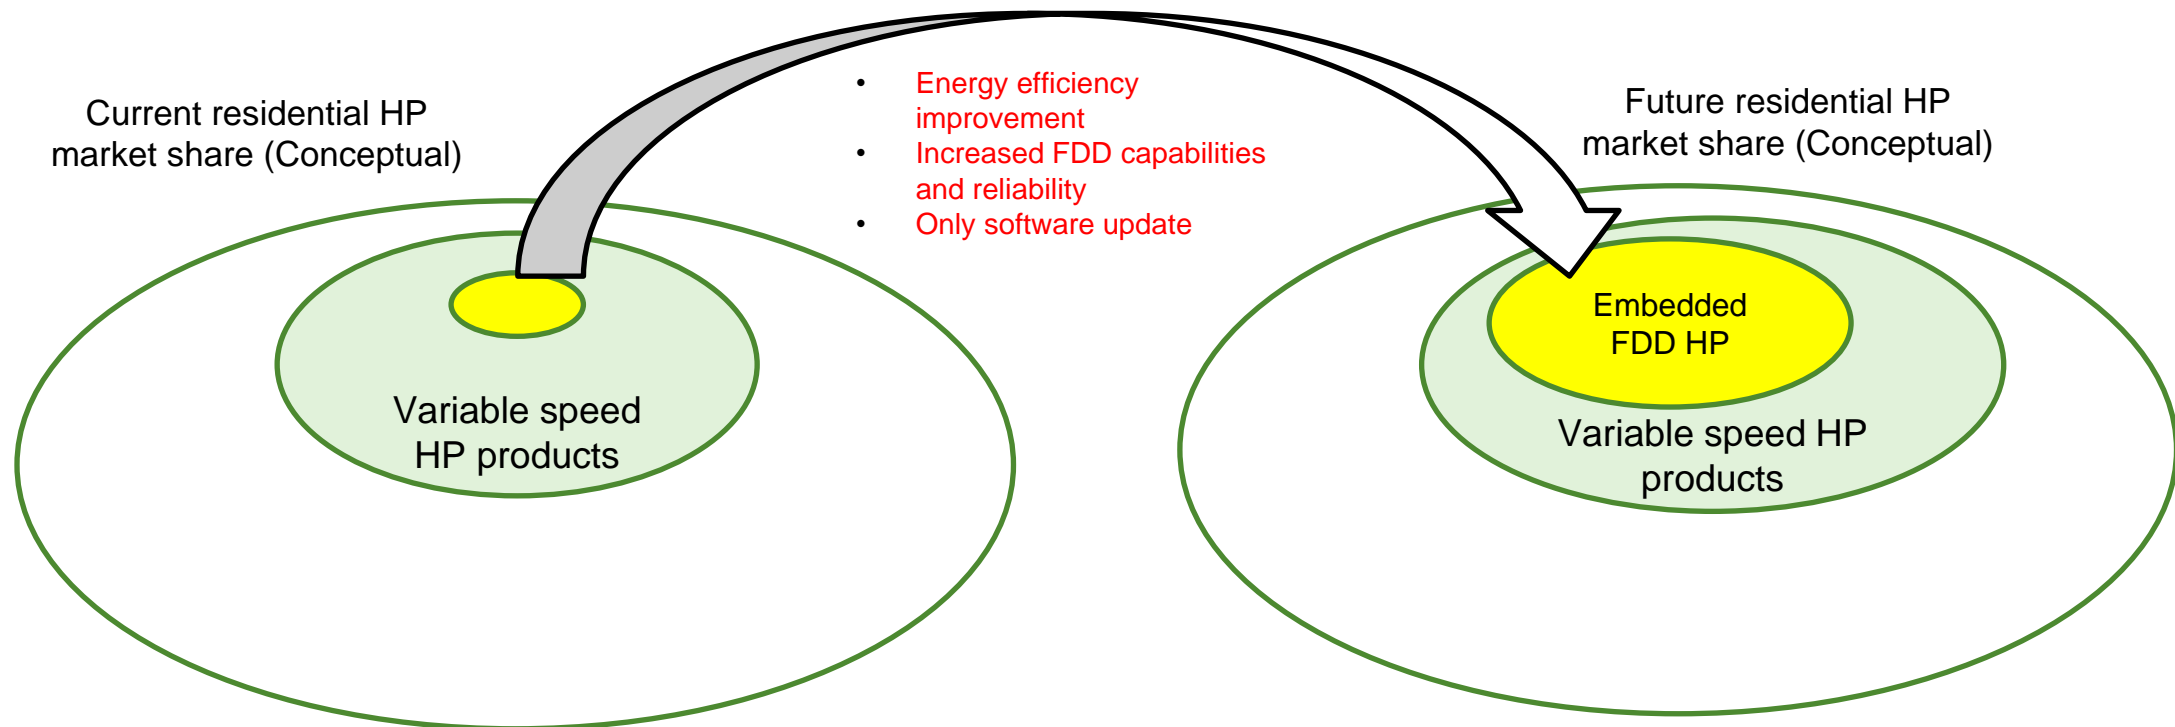 Current residential HP
market share (Conceptual)
• Energy efficiency
improvement
• Increased FDD capabilities
and reliability
• Only software update
Future residential HP
market share (Conceptual)
Variable speed
HP products
Embedded
FDD HP
Variable speed HP
products